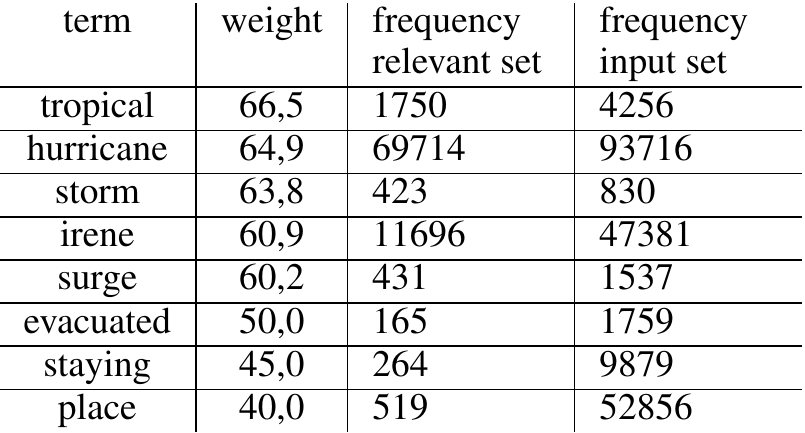 term weight frequency frequency
relevant set input set
tropical 66,5 1750 4256
hurricane 64,9 69714 93716
storm 63,8 423 830
irene 60,9 11696 47381
surge 60,2 431 1537
evacuated 50,0 165 1759
staying 45,0 264 9879
place 40,0 519 52856